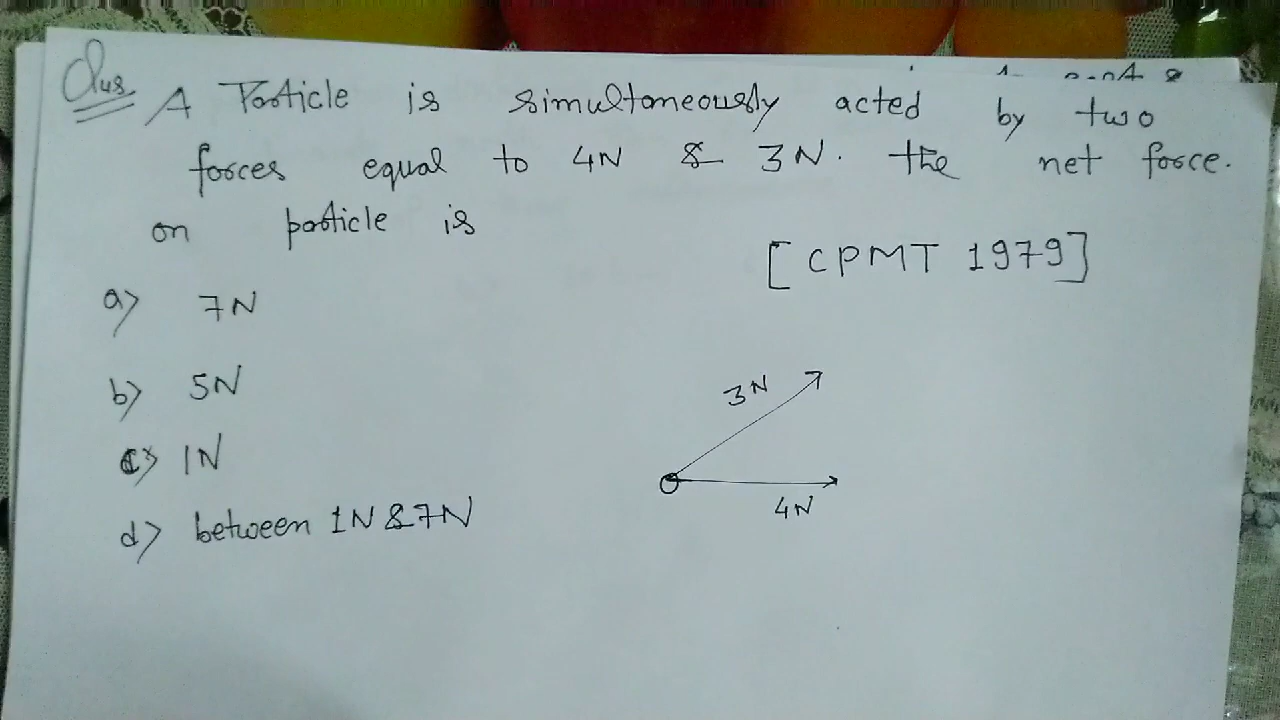 Qus. A Particle is simultaneously acted by two
forces equal to 4N & 3N. the net force.
on particle is
[CPMT 1979]
a) 7N
b) 5N
c) 1N
d) between 1N & 7N
3N
4N